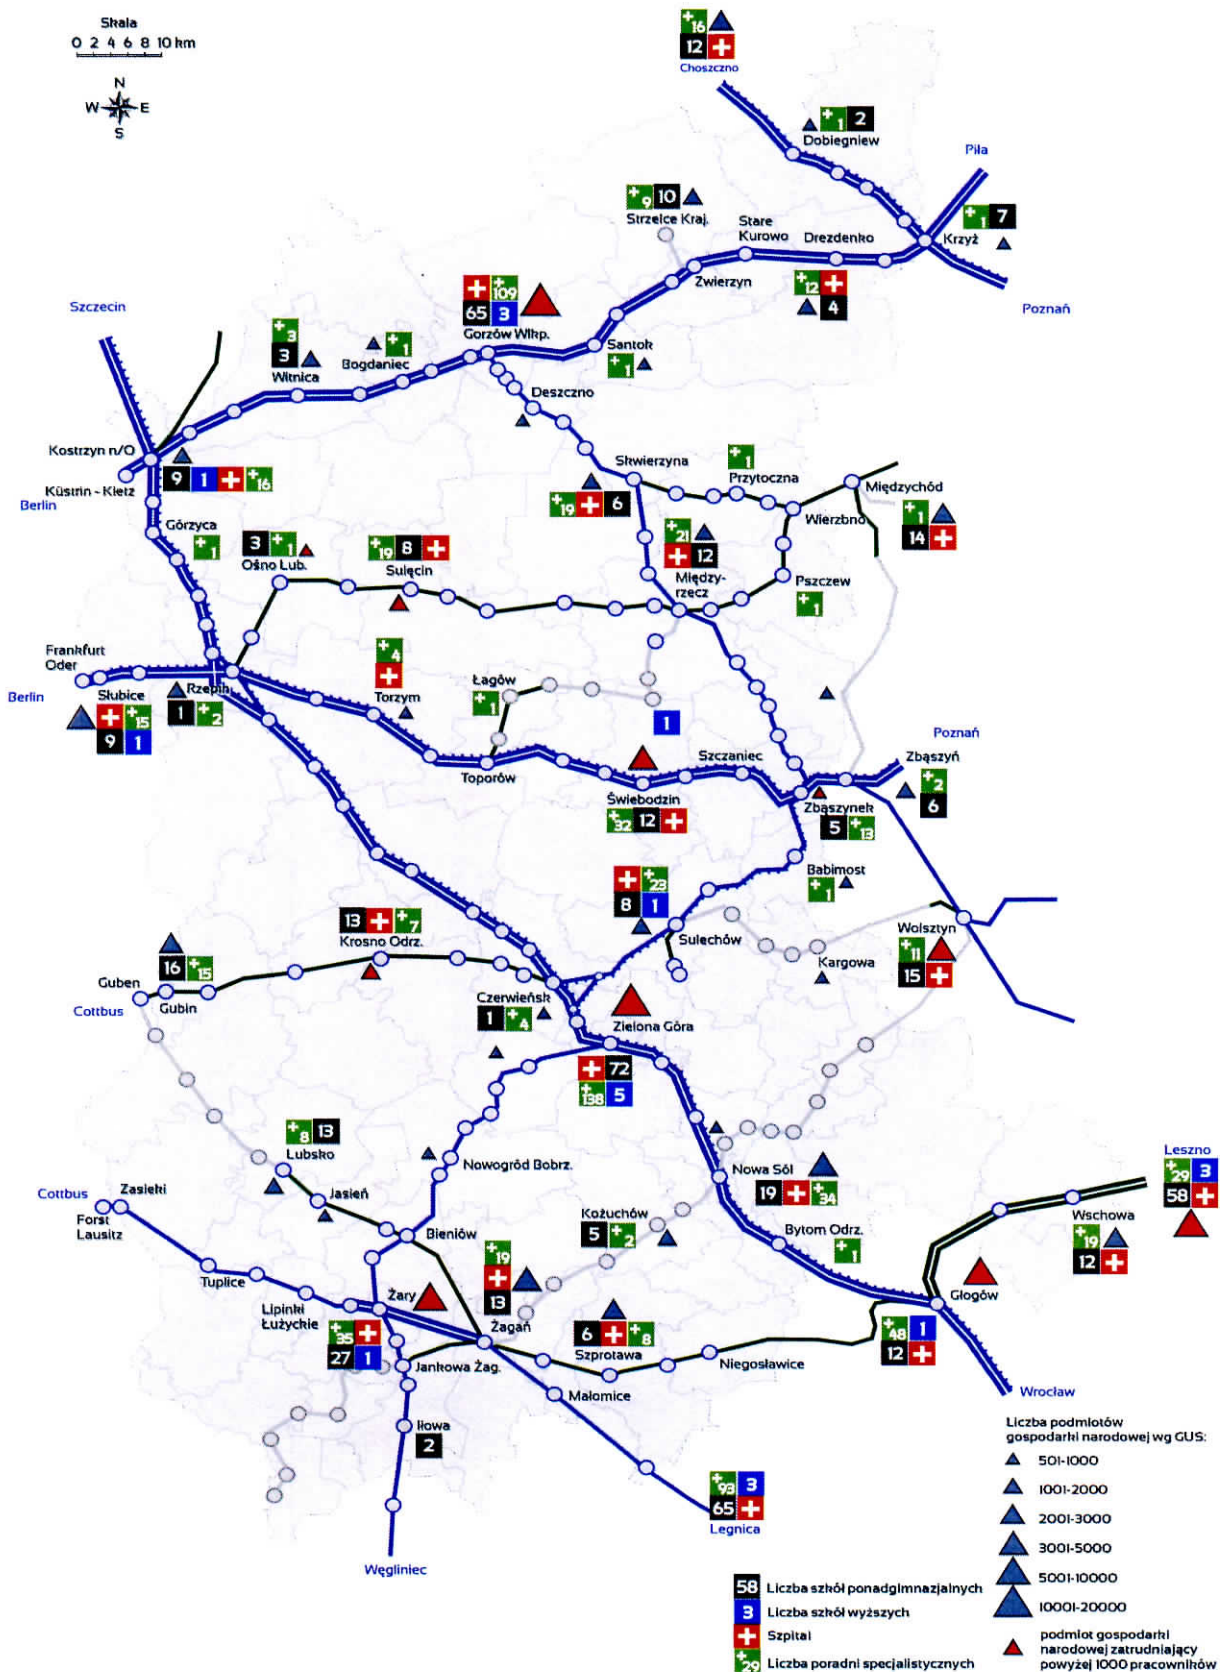 Skala
0 2 4 6 8 10 km
N
W E
S
16
12
Choszczno
1 2
Dobiegniew
Piła
1 7
Krzyż
9 10
Strzelce Kraj.
Stare
Kurowo
Drezdenko
Zwierzyn
12
4
Poznań
Szczecin
109
65 3
Gorzów Wlkp.
3
3
Witnica
1
Bogdaniec
Santok
1
Deszczno
Kostrzyn n/O
9 1 16
Küstrin - Kietz
Berlin
Skwierzyna
19 6
1
Przytoczna
Międzychód
Wierzbno
1
14
Górzyca
1
3 1
Ośno Lub.
19 8
Sulęcin
21
12
Między-
rzecz
Pszczew
1
Frankfurt
Oder
Berlin
Słubice
15
9 1
Rzepin
1 2
4
Torzym
Łagów
1
1
Toporów
Szczaniec
Świebodzin
32 12
Poznań
Zbąszyń
2
6
Zbąszynek
5 13
Babimost
1
23
8 1
Sulechów
Wolsztyn
11
15
Kargowa
13 7
Krosno Odrz.
16 15
Guben
Gubin
Cottbus
Czerwieńsk
1 4
Zielona Góra
72
138 5
8 13
Lubsko
Jasień
Nowogród Bobrz.
Nowa Sól
19 34
Leszno
29 3
58
Cottbus
Zasieki
Forst
Lausitz
Kożuchów
5 2
Bytom Odrz.
1
Wschowa
19
12
Bieniów
Tuplice
Lipinki
Łużyckie
Żary
35
27 1
19
13
Żagań
6 8
Szprotawa
Głogów
48 1
12
Niegosławice
Jankowa Żag.
Małomice
Wrocław
Iłowa
2
93 3
65
Legnica
Węgliniec
Liczba podmiotów
gospodarki narodowej wg GUS:
501-1000
1001-2000
2001-3000
3001-5000
5001-10000
10001-20000
podmiot gospodarki
narodowej zatrudniający
powyżej 1000 pracowników
58 Liczba szkół ponadgimnazjalnych
3 Liczba szkół wyższych
Szpital
29 Liczba poradni specjalistycznych